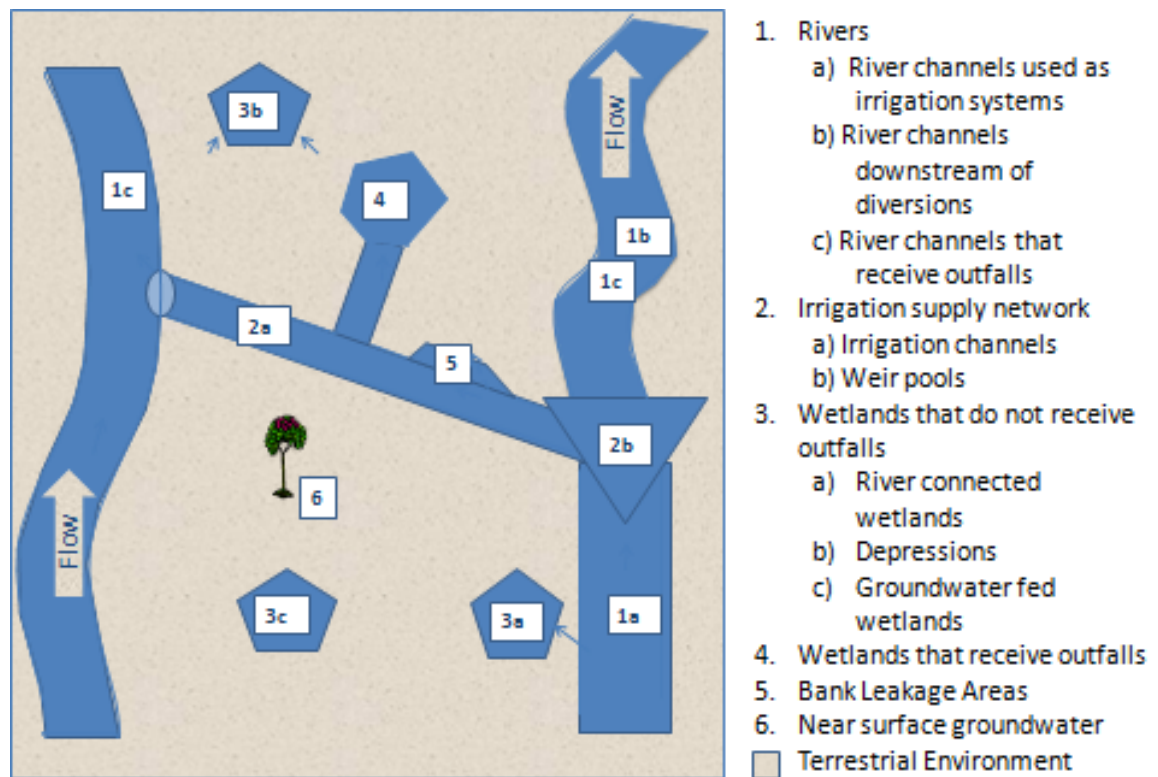 3b
Flow
1c
4
1b
1c
2a
5
2b
6
Flow
3c
3a
1a
1. Rivers
a) River channels used as
irrigation systems
b) River channels
downstream of
diversions
c) River channels that
receive outfalls
2. Irrigation supply network
a) Irrigation channels
b) Weir pools
3. Wetlands that do not receive
outfalls
a) River connected
wetlands
b) Depressions
c) Groundwater fed
wetlands
4. Wetlands that receive outfalls
5. Bank Leakage Areas
6. Near surface groundwater
Terrestrial Environment